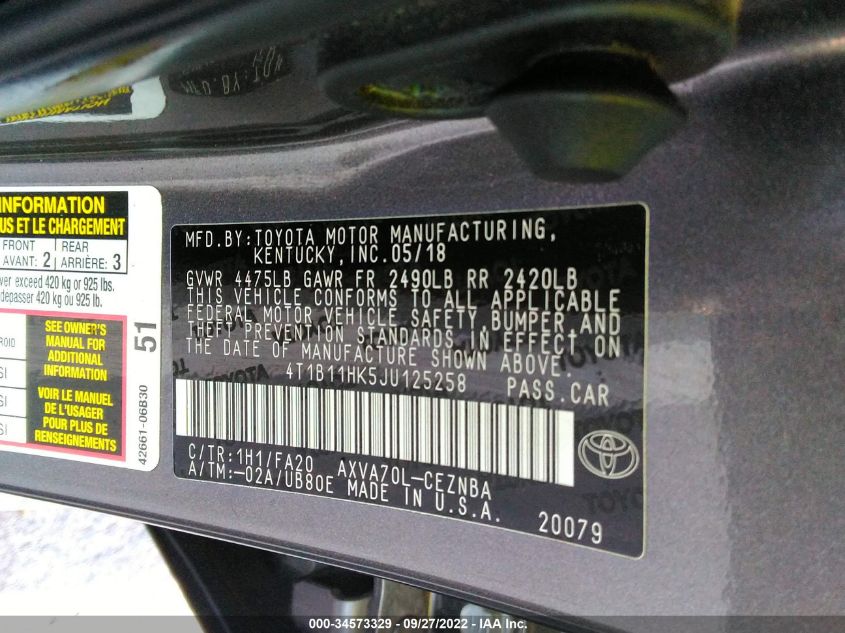 INFORMATION
US ET LE CHARGEMENT
FRONT
AVANT: 2
REAR
ARRIÈRE: 3
ver exceed 420 kg or 925 lbs.
depasser 420 kg ou 925 lb.
SEE OWNER'S
MANUAL FOR
ADDITIONAL
INFORMATION
VOIR LE MANUEL
DE L'USAGER
POUR PLUS DE
RENSEIGNEMENTS
51
42661-06B30
MFD.BY:TOYOTA MOTOR MANUFACTURING,
KENTUCKY, INC.05/18
GVWR 4475LB GAWR FR 2490LB RR 2420LB
THIS VEHICLE CONFORMS TO ALL APPLICABLE
FEDERAL MOTOR VEHICLE SAFETY, BUMPER, AND
THEFT PREVENTION STANDARDS IN EFFECT ON
THE DATE OF MANUFACTURE SHOWN ABOVE.
4T1B11HK5JU125258 PASS.CAR
C/TR:1H1/FA20 AXVA70L-CEZNBA
A/TM:-02A/UB80E MADE IN U.S.A.
20079
000-34573329 - 09/27/2022 - IAA Inc.